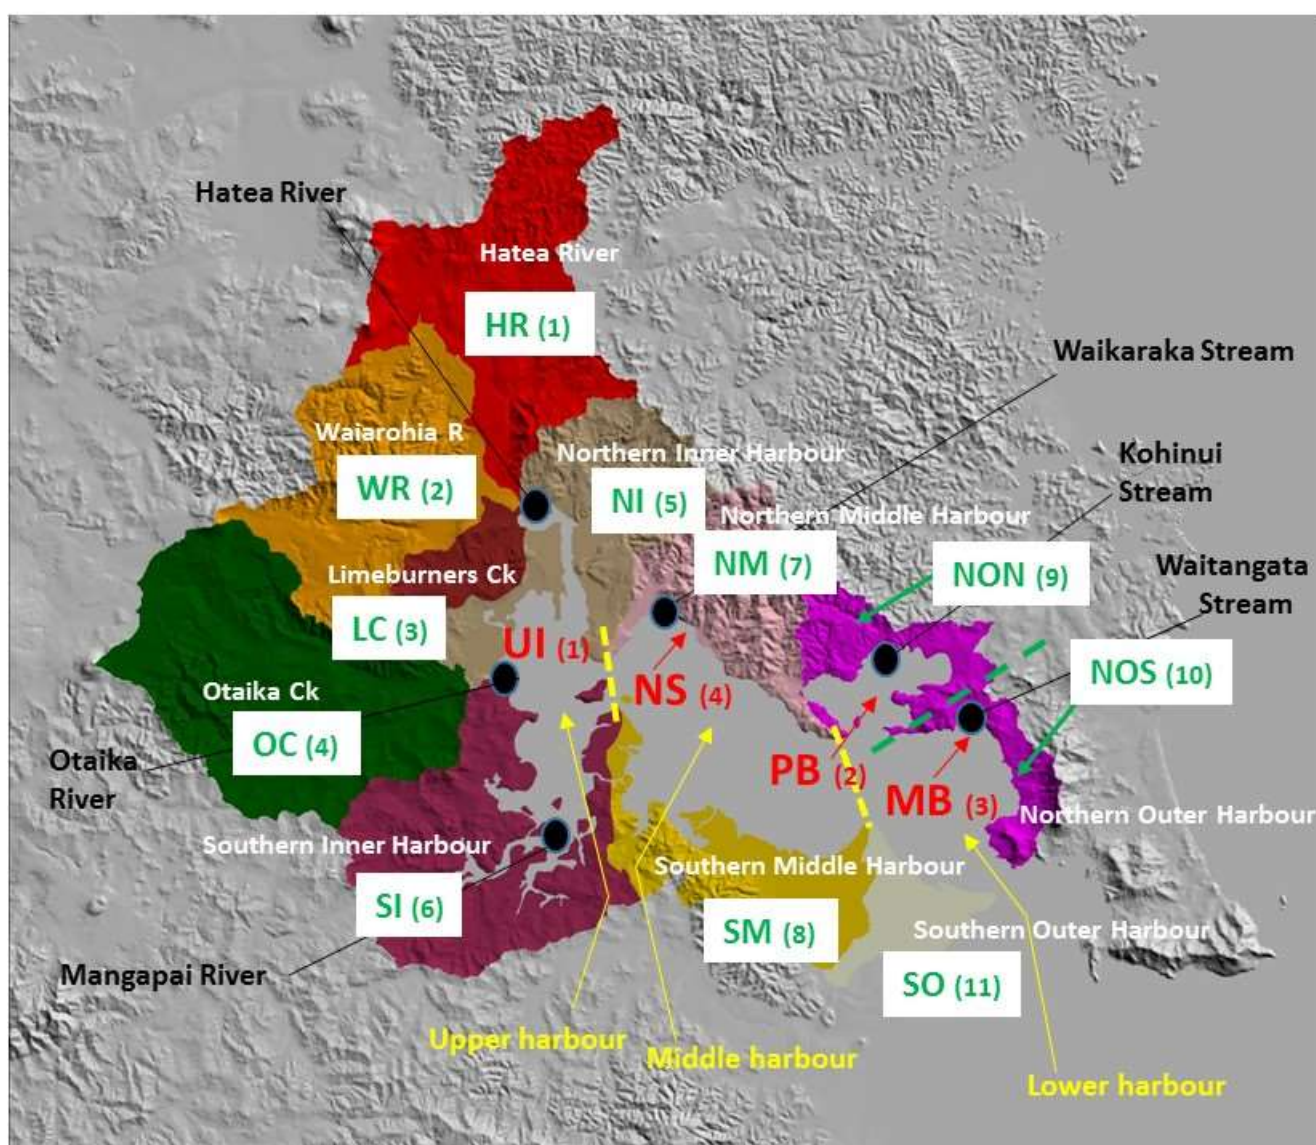 Hatea River
Hatea River
HR (1)
Waikaraka Stream
Waiarohia R
WR (2)
Northern Inner Harbour
NI (5)
Kohinui
Stream
Northern Middle Harbour
NM (7)
NON (9)
Waitangata
Stream
Limeburners Ck
LC (3)
UI (1)
NS (4)
NOS (10)
Otaika Ck
OC (4)
Otaika
River
PB (2)
MB (3)
Northern Outer Harbour
Southern Inner Harbour
SI (6)
Southern Middle Harbour
SM (8)
Southern Outer Harbour
SO (11)
Mangapai River
Upper harbour
Middle harbour
Lower harbour